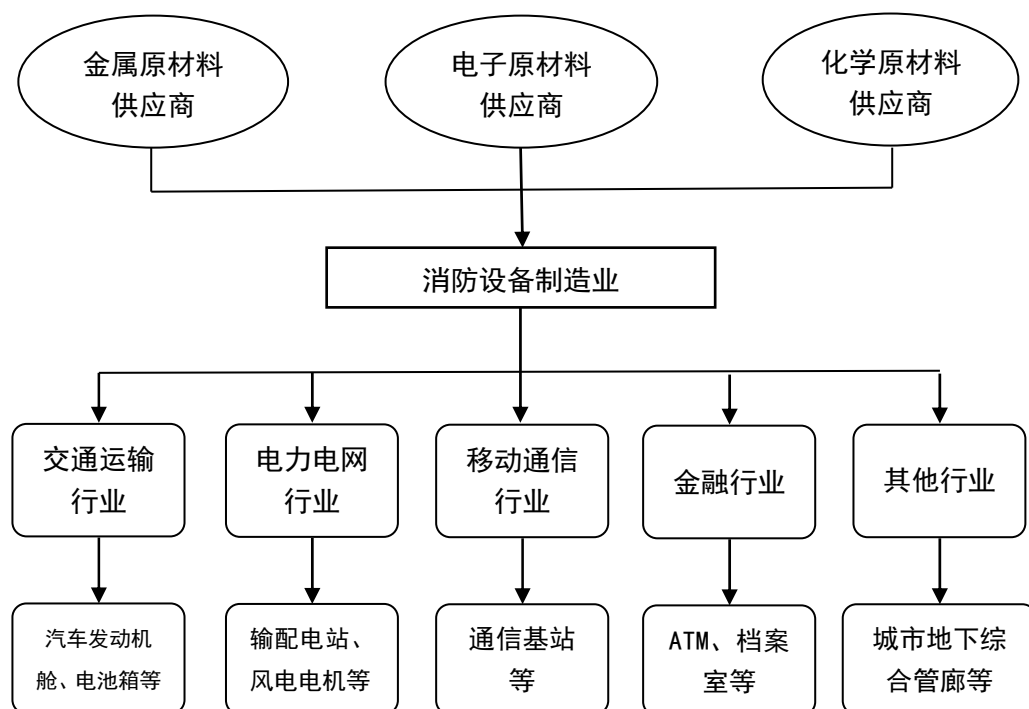 金属原材料
供应商
电子原材料
供应商
化学原材料
供应商
消防设备制造业
交通运输
行业
电力电网
行业
移动通信
行业
金融行业
其他行业
汽车发动机
舱、电池箱等
输配电站、
风电电机等
通信基站
等
ATM、档案
室等
城市地下综
合管廊等